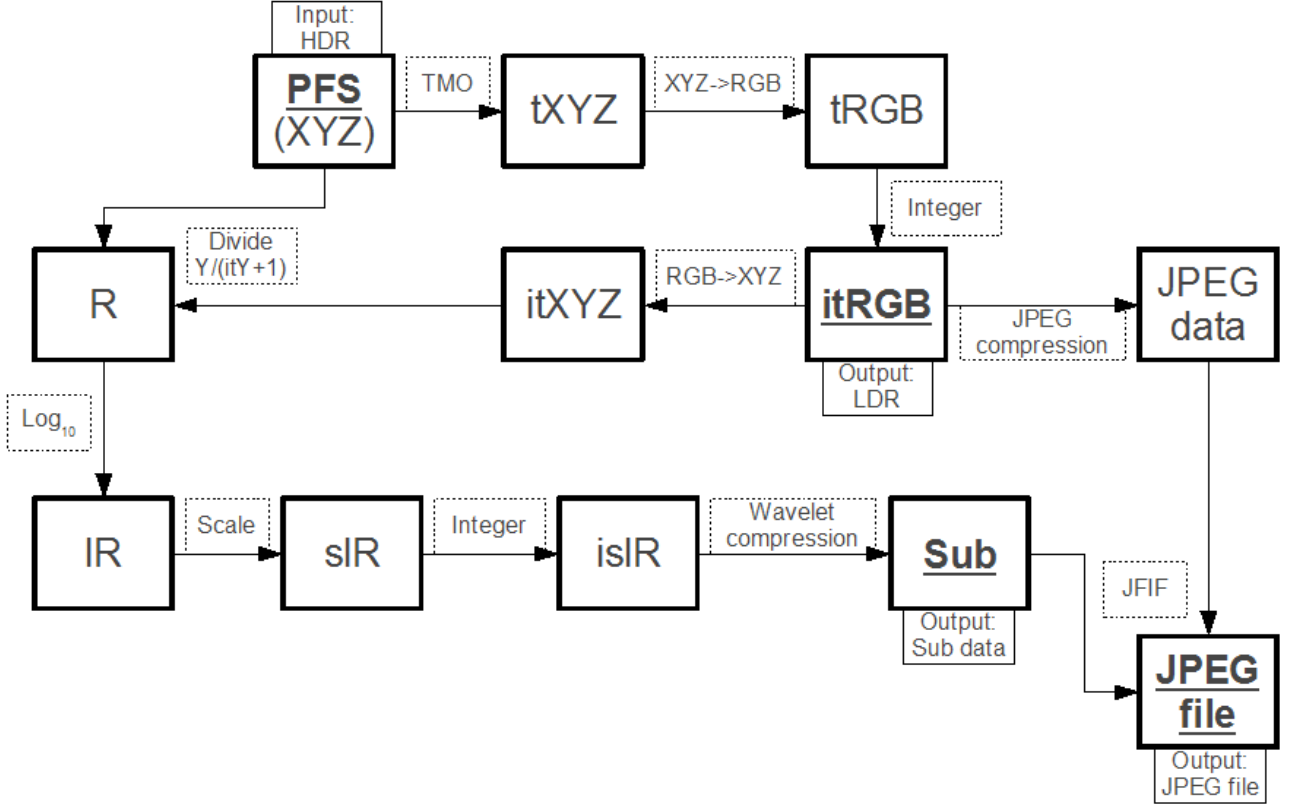 Input:
HDR
PFS
(XYZ)
TMO
tXYZ
XYZ->RGB
tRGB
Integer
R
Divide
Y/(itY+1)
itXYZ
RGB->XYZ
itRGB
Output:
LDR
JPEG
compression
JPEG
data
Log₁₀
lR
Scale
slR
Integer
islR
Wavelet
compression
Sub
Output:
Sub data
JFIF
JPEG
file
Output:
JPEG file